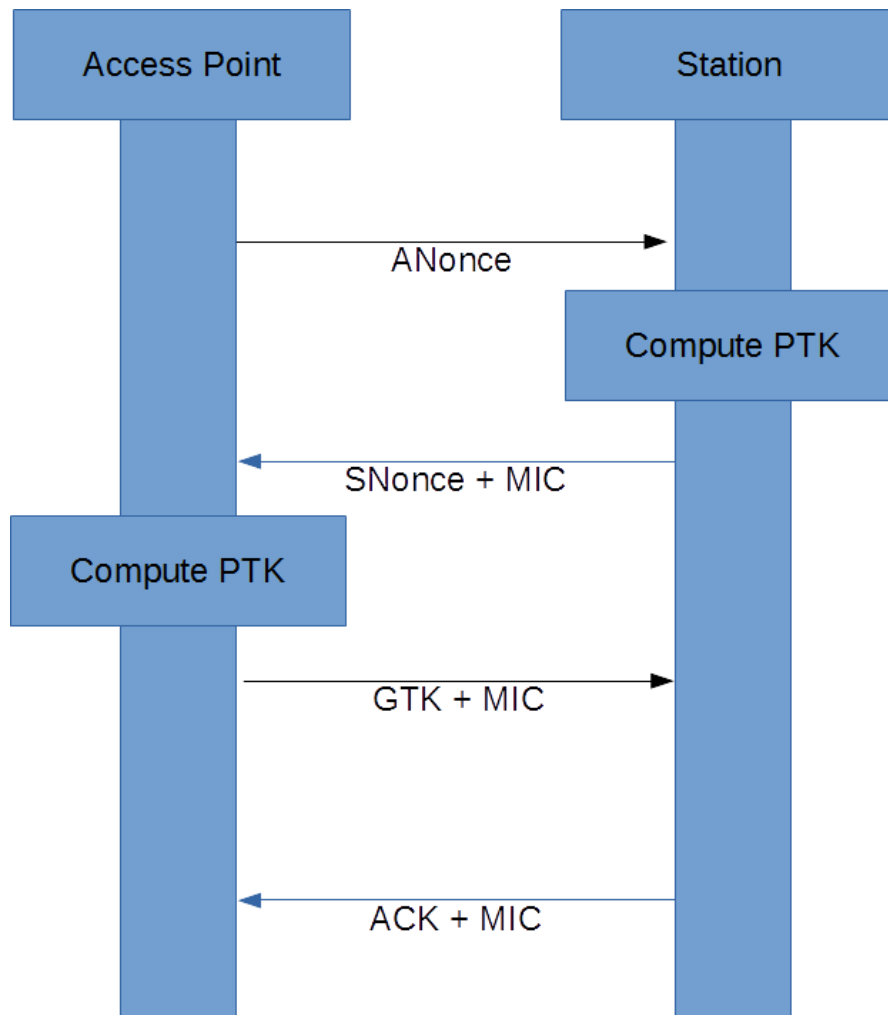 Access Point
Station
ANonce
Compute PTK
SNonce + MIC
Compute PTK
GTK + MIC
ACK + MIC